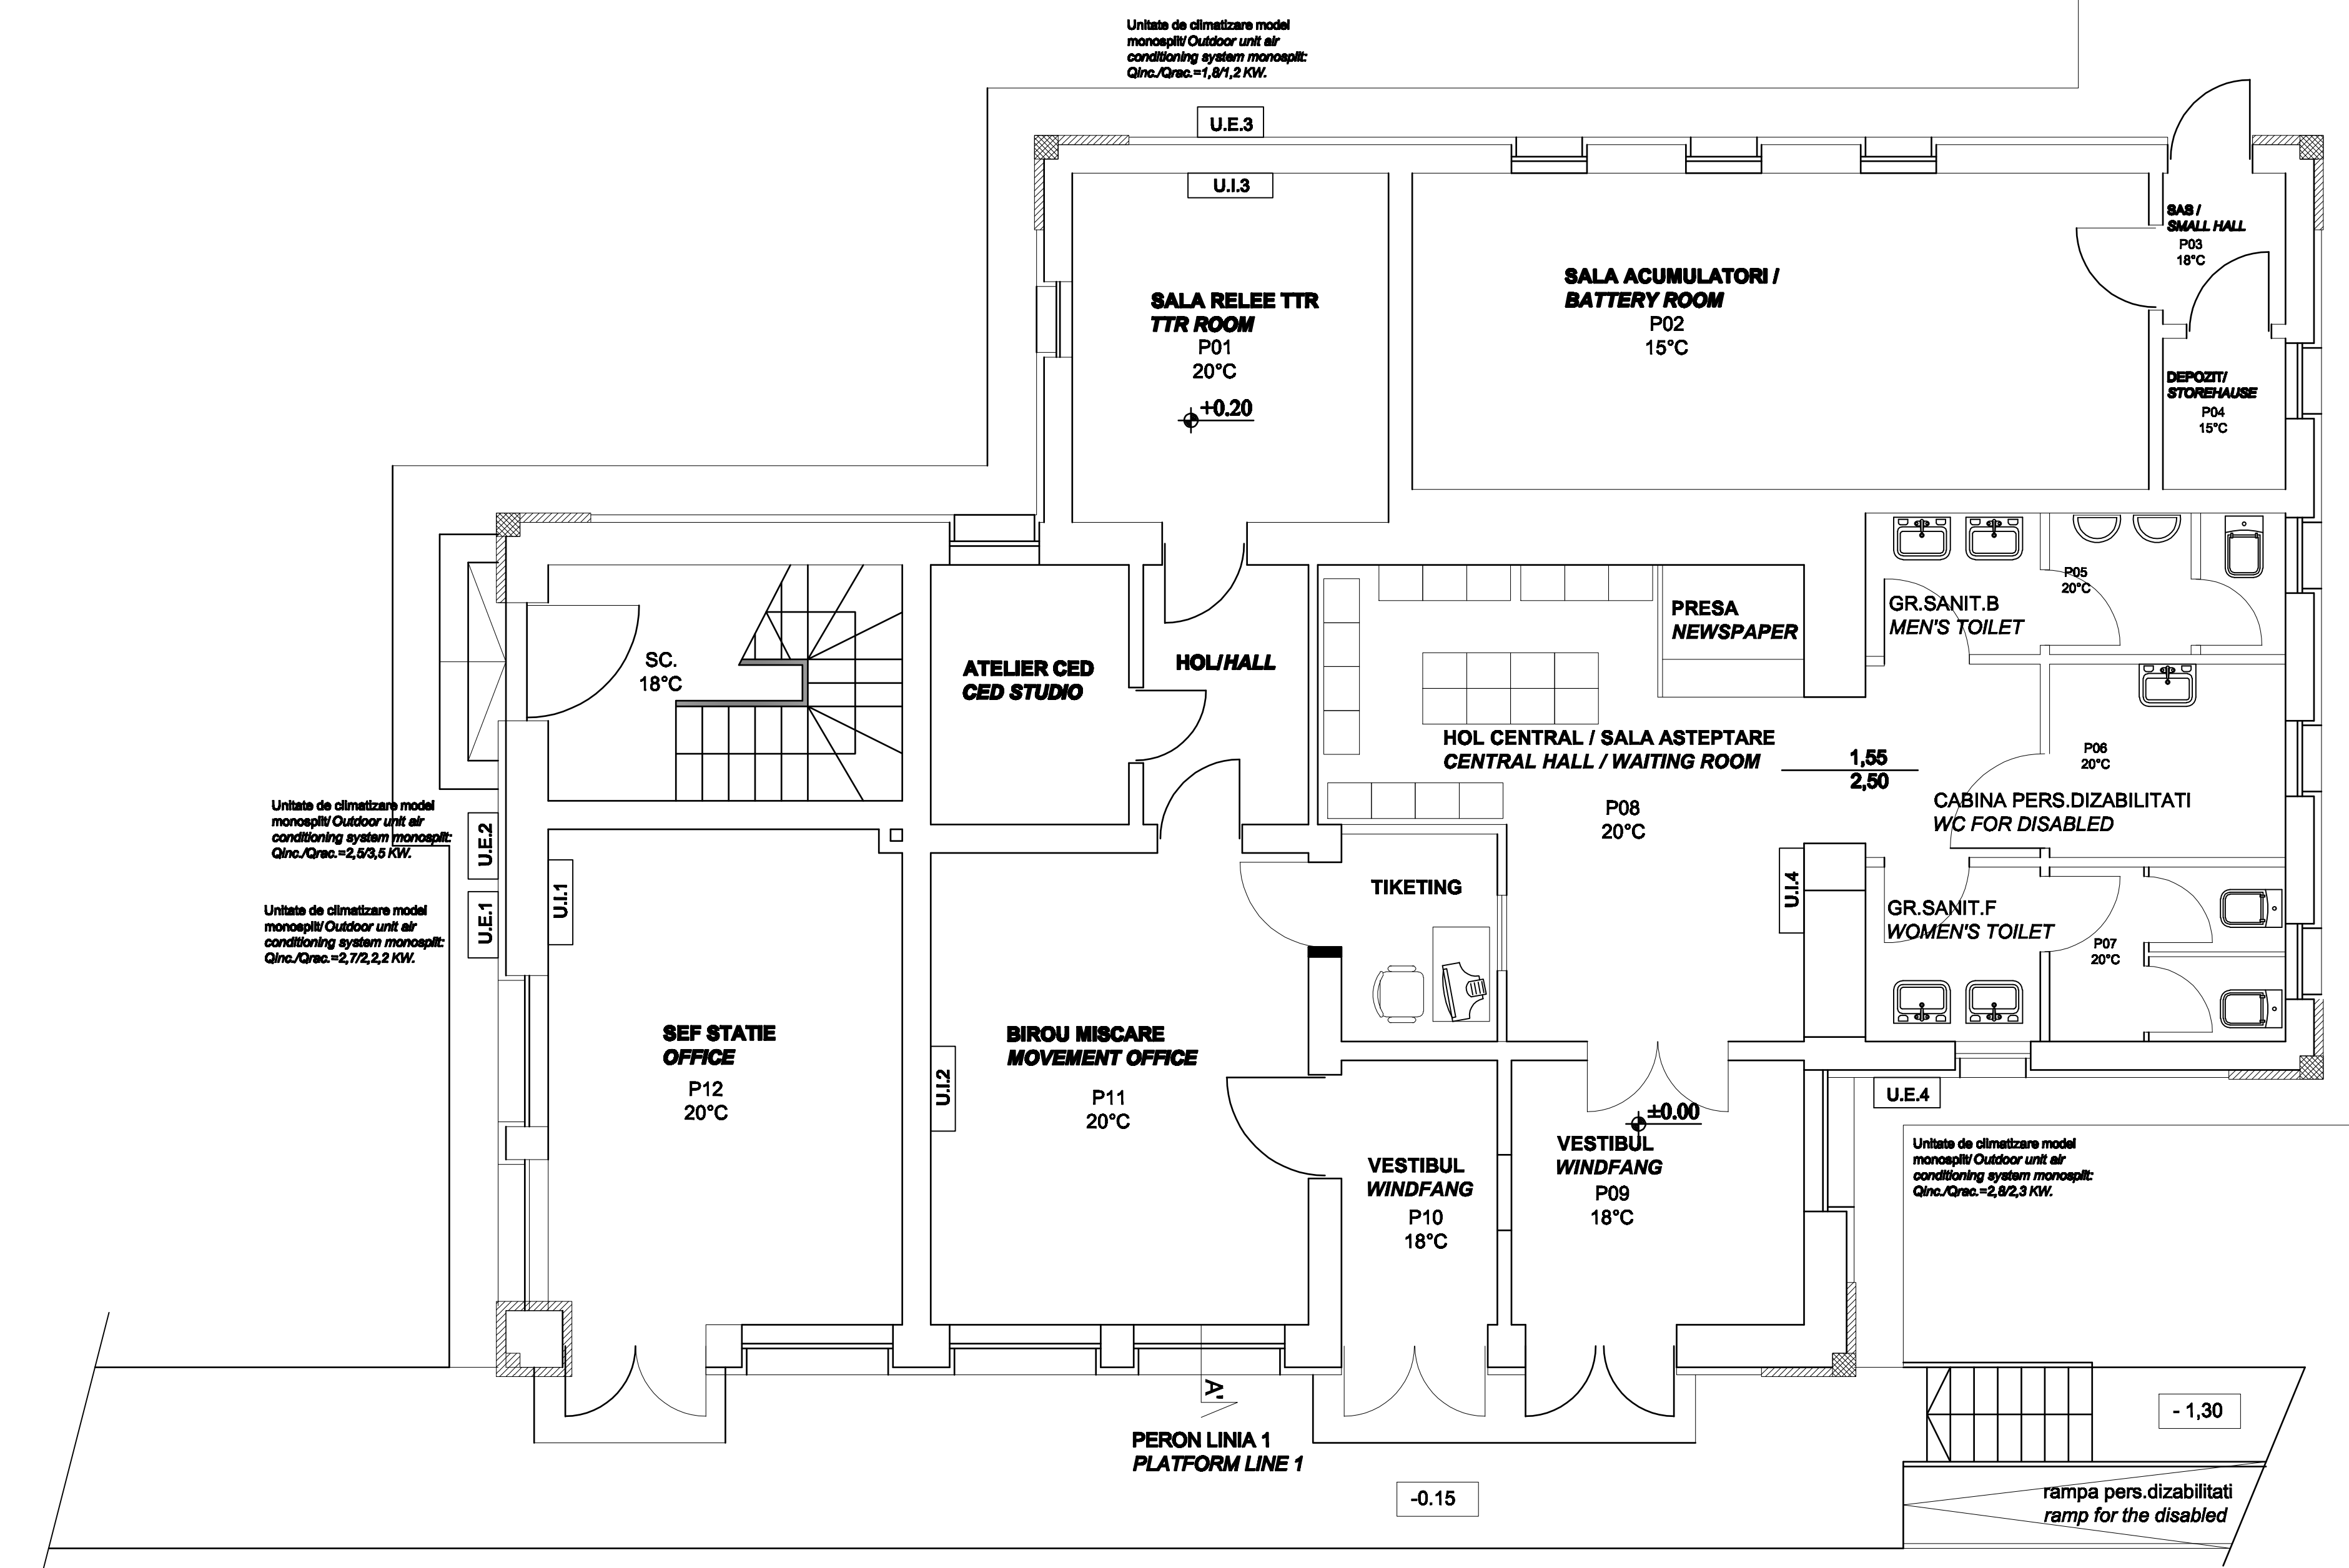 Unitate de climatizare model
monosplit/ Outdoor unit air
conditioning system monosplit:
Qinc./Qrac.=1,8/1,2 KW.
U.E.3
U.I.3
SALA RELEE TTR
TTR ROOM
P01
20°C
+0.20
SALA ACUMULATORI /
BATTERY ROOM
P02
15°C
SAS /
SMALL HALL
P03
18°C
DEPOZIT/
STOREHAUSE
P04
15°C
SC.
18°C
ATELIER CED
CED STUDIO
HOL/HALL
PRESA
NEWSPAPER
GR.SANIT.B
MEN'S TOILET
P05
20°C
HOL CENTRAL / SALA ASTEPTARE
CENTRAL HALL / WAITING ROOM
P08
20°C
1,55
2,50
P06
20°C
CABINA PERS.DIZABILITATI
WC FOR DISABLED
Unitate de climatizare model
monosplit/ Outdoor unit air
conditioning system monosplit:
Qinc./Qrac.=2,5/3,5 KW.
U.E.2
Unitate de climatizare model
monosplit/ Outdoor unit air
conditioning system monosplit:
Qinc./Qrac.=2,7/2,2,2 KW.
U.E.1
U.I.1
TIKETING
U.I.4
GR.SANIT.F
WOMEN'S TOILET
P07
20°C
SEF STATIE
OFFICE
P12
20°C
U.I.2
BIROU MISCARE
MOVEMENT OFFICE
P11
20°C
VESTIBUL
WINDFANG
P10
18°C
±0.00
VESTIBUL
WINDFANG
P09
18°C
U.E.4
Unitate de climatizare model
monosplit/ Outdoor unit air
conditioning system monosplit:
Qinc./Qrac.=2,8/2,3 KW.
A'
PERON LINIA 1
PLATFORM LINE 1
-0.15
- 1,30
rampa pers.dizabilitati
ramp for the disabled